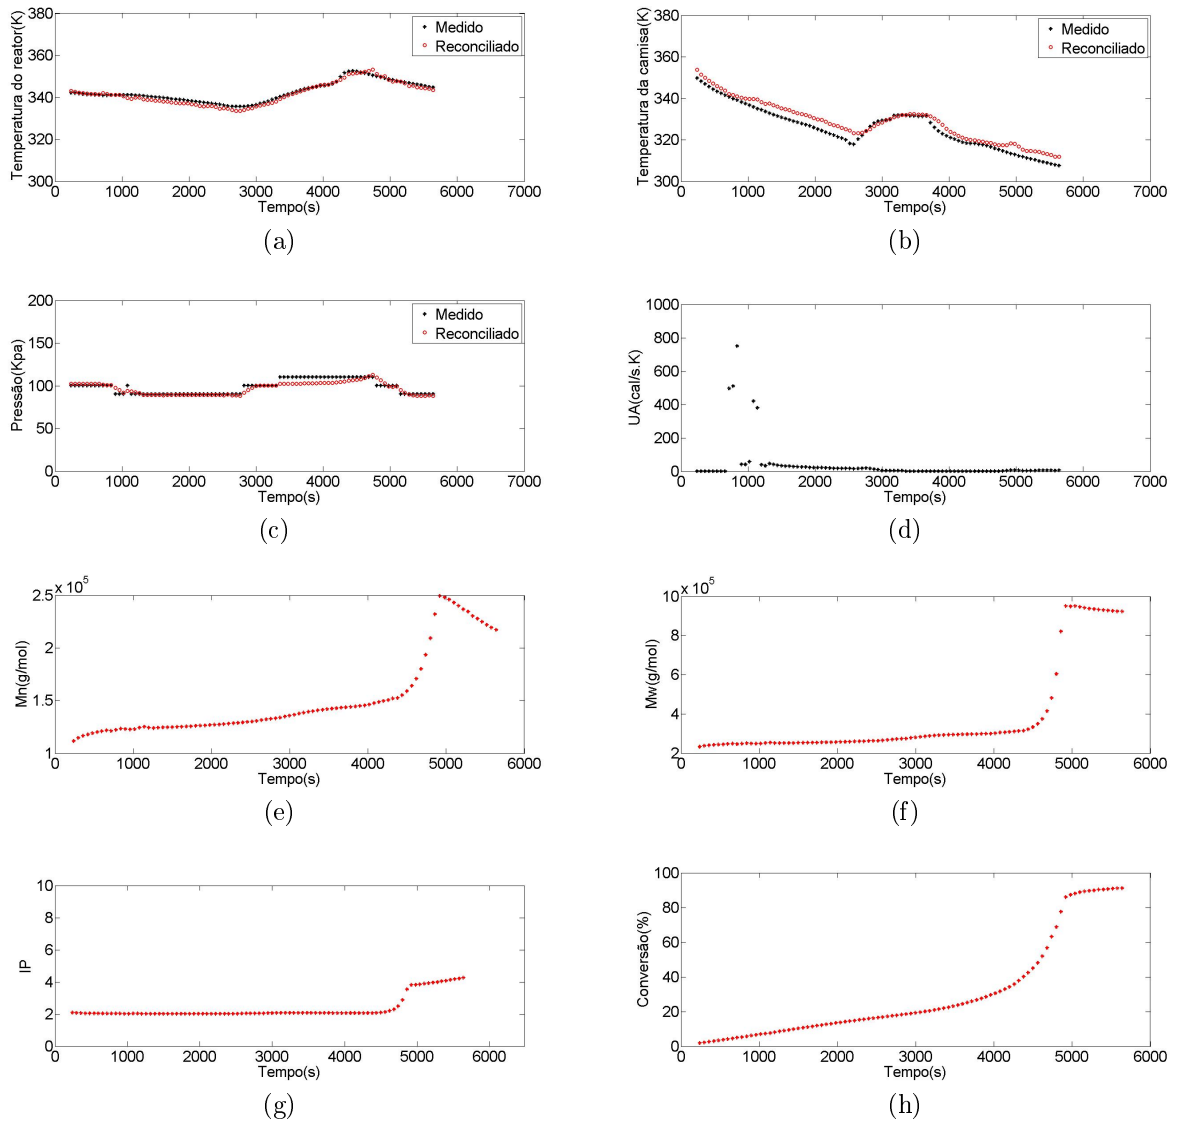 380
360
340
320
300
Temperatura do reator(K)
Medido
Reconciliado
0 1000 2000 3000 4000 5000 6000 7000
Tempo(s)
(a)
380
360
340
320
300
Temperatura da camisa(K)
Medido
Reconciliado
0 1000 2000 3000 4000 5000 6000 7000
Tempo(s)
(b)
200
150
100
50
0
Pressão(Kpa)
Medido
Reconciliado
0 1000 2000 3000 4000 5000 6000 7000
Tempo(s)
(c)
1000
800
600
400
200
0
UA(cal/s.K)
0 1000 2000 3000 4000 5000 6000 7000
Tempo(s)
(d)
x 10^5
2.5
2
1.5
1
Mn(g/mol)
0 1000 2000 3000 4000 5000 6000
Tempo(s)
(e)
x 10^5
10
8
6
4
2
Mw(g/mol)
0 1000 2000 3000 4000 5000 6000
Tempo(s)
(f)
10
8
6
4
2
0
IP
0 1000 2000 3000 4000 5000 6000
Tempo(s)
(g)
100
80
60
40
20
0
Conversão(%)
0 1000 2000 3000 4000 5000 6000
Tempo(s)
(h)